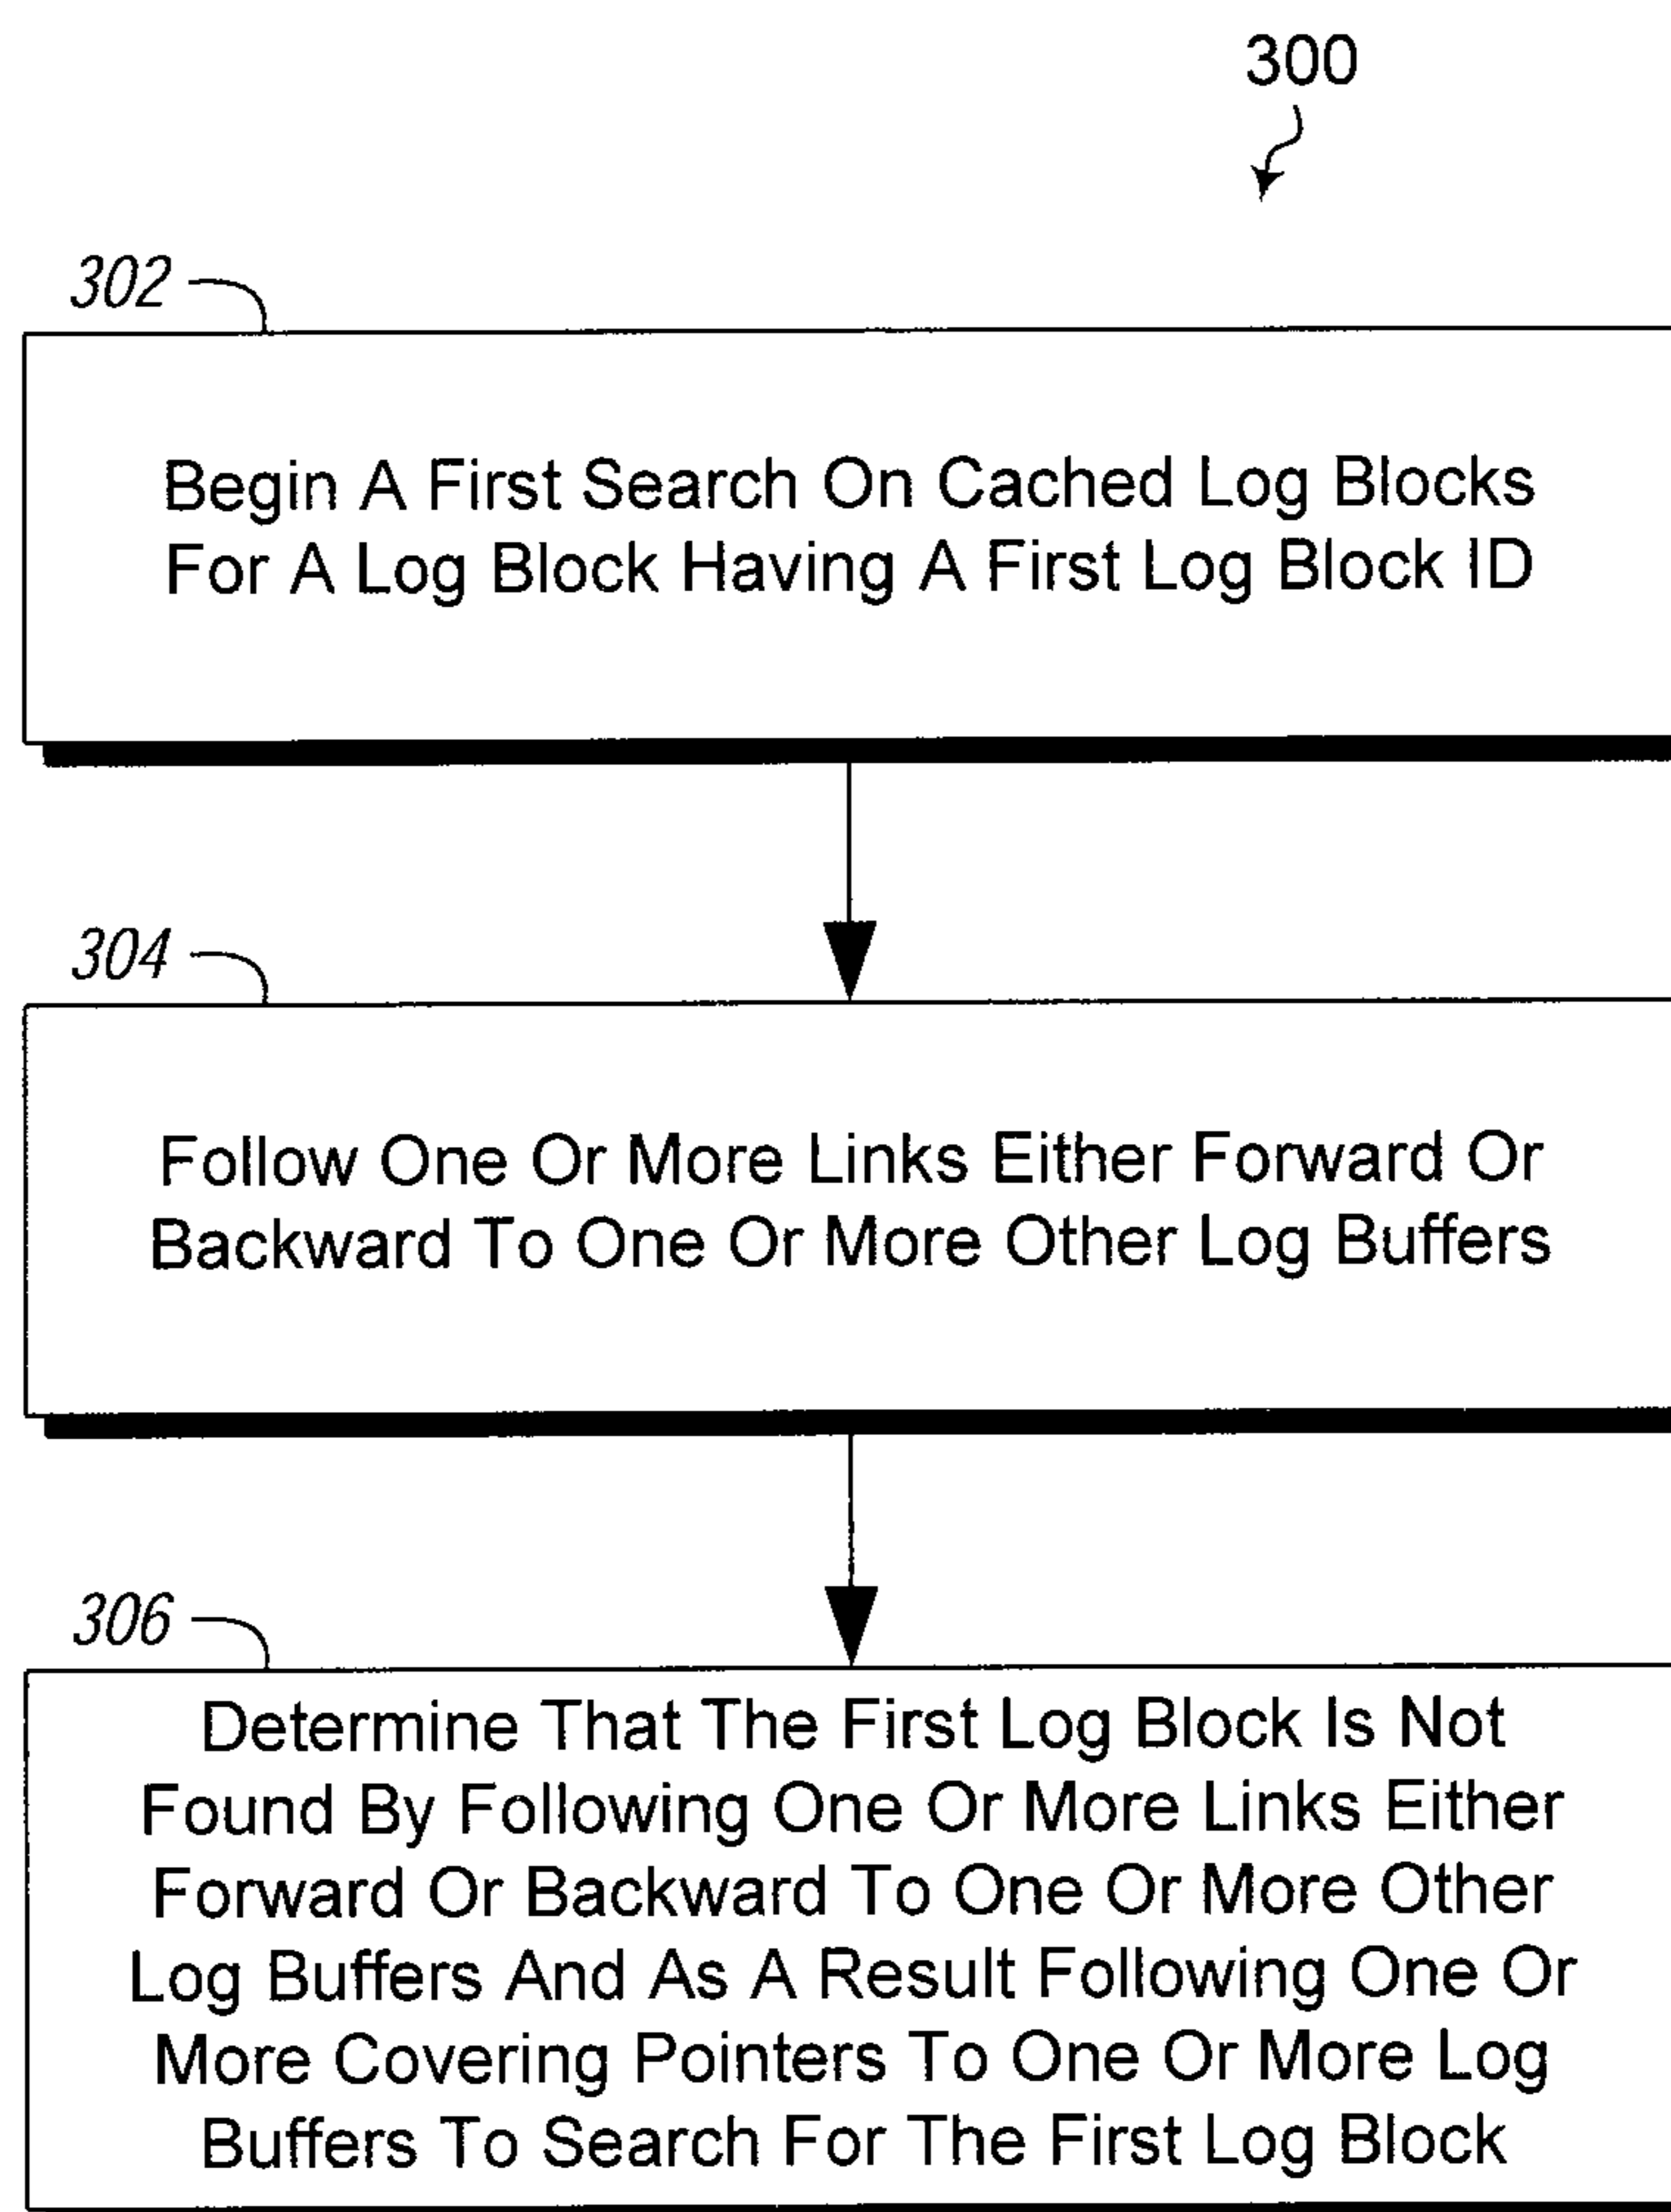 300
302
Begin A First Search On Cached Log Blocks
For A Log Block Having A First Log Block ID
304
Follow One Or More Links Either Forward Or
Backward To One Or More Other Log Buffers
306
Determine That The First Log Block Is Not
Found By Following One Or More Links Either
Forward Or Backward To One Or More Other
Log Buffers And As A Result Following One Or
More Covering Pointers To One Or More Log
Buffers To Search For The First Log Block